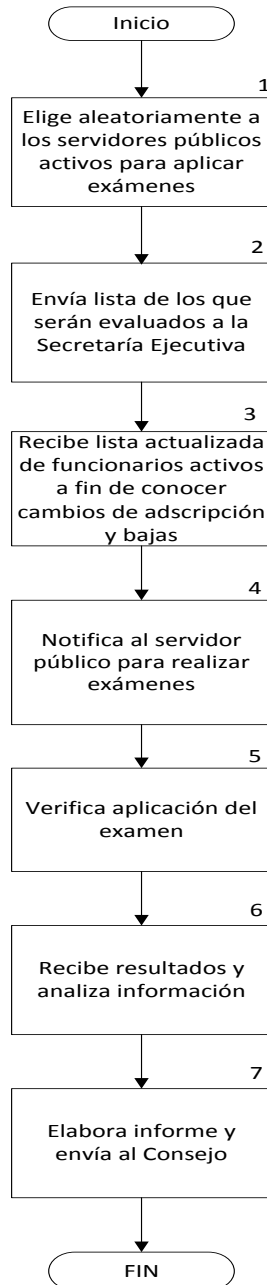 Inicio
1
Elige aleatoriamente a
los servidores públicos
activos para aplicar
exámenes
2
Envía lista de los que
serán evaluados a la
Secretaría Ejecutiva
3
Recibe lista actualizada
de funcionarios activos
a fin de conocer
cambios de adscripción
y bajas
4
Notifica al servidor
público para realizar
exámenes
5
Verifica aplicación del
examen
6
Recibe resultados y
analiza información
7
Elabora informe y
envía al Consejo
FIN